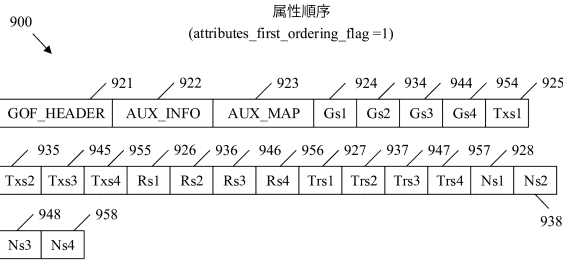 属性順序
(attributes_first_ordering_flag =1)
900
921 922 923 924 934 944 954 925
GOF_HEADER AUX_INFO AUX_MAP Gs1 Gs2 Gs3 Gs4 Txs1
935 945 955 926 936 946 956 927 937 947 957 928
Txs2 Txs3 Txs4 Rs1 Rs2 Rs3 Rs4 Trs1 Trs2 Trs3 Trs4 Ns1 Ns2
948 958 938
Ns3 Ns4